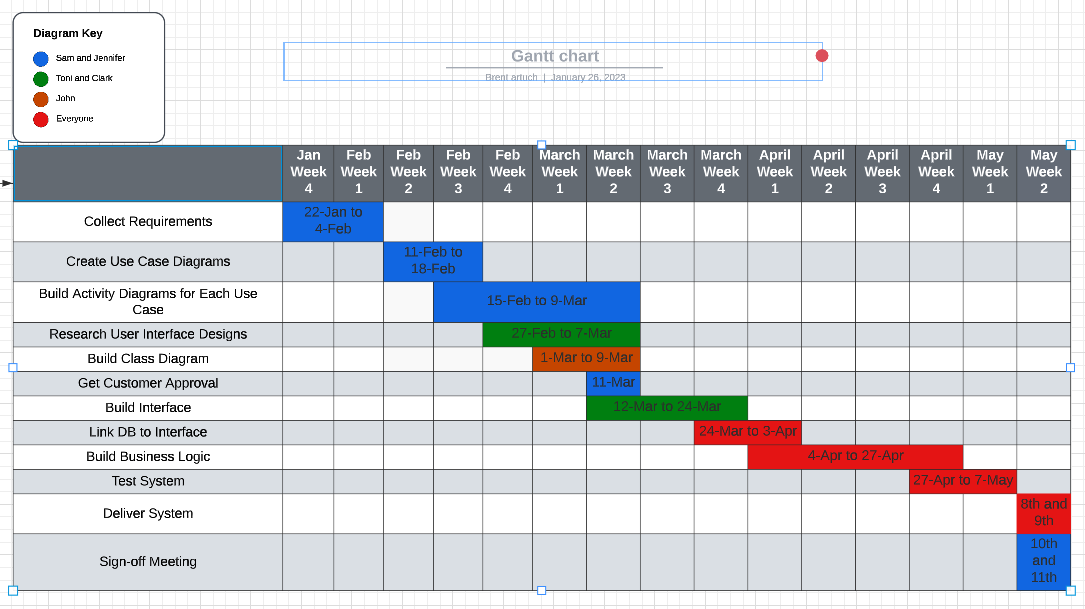 Diagram Key
Sam and Jennifer
Toni and Clark
John
Everyone
Gantt chart
Brent artuch | January 26, 2023
Jan Week 4 Feb Week 1 Feb Week 2 Feb Week 3 Feb Week 4 March Week 1 March Week 2 March Week 3 March Week 4 April Week 1 April Week 2 April Week 3 April Week 4 May Week 1 May Week 2
Collect Requirements
22-Jan to
4-Feb
Create Use Case Diagrams
11-Feb to
18-Feb
Build Activity Diagrams for Each Use
Case
15-Feb to 9-Mar
Research User Interface Designs
27-Feb to 7-Mar
Build Class Diagram
1-Mar to 9-Mar
Get Customer Approval
11-Mar
Build Interface
12-Mar to 24-Mar
Link DB to Interface
24-Mar to 3-Apr
Build Business Logic
4-Apr to 27-Apr
Test System
27-Apr to 7-May
Deliver System
8th and
9th
Sign-off Meeting
10th
and
11th